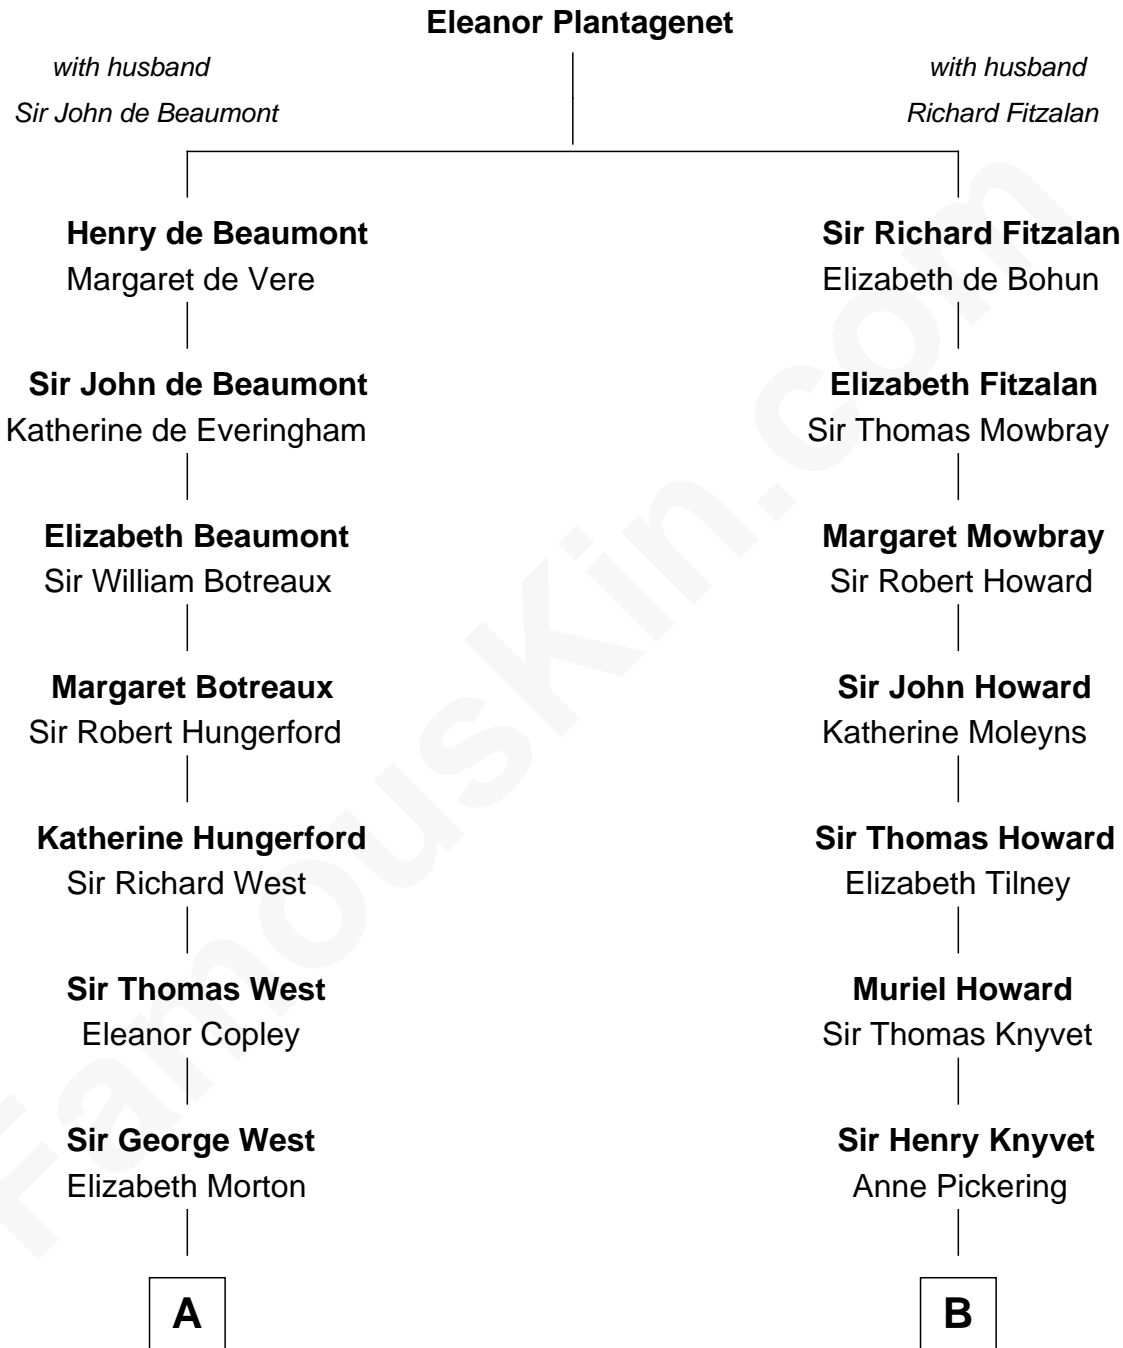 Eleanor Plantagenet
with husband
Sir John de Beaumont
with husband
Richard Fitzalan
Henry de Beaumont
Margaret de Vere
Sir Richard Fitzalan
Elizabeth de Bohun
Sir John de Beaumont
Katherine de Everingham
Elizabeth Fitzalan
Sir Thomas Mowbray
Elizabeth Beaumont
Sir William Botreaux
Margaret Mowbray
Sir Robert Howard
Margaret Botreaux
Sir Robert Hungerford
Sir John Howard
Katherine Moleyns
Katherine Hungerford
Sir Richard West
Sir Thomas Howard
Elizabeth Tilney
Sir Thomas West
Eleanor Copley
Muriel Howard
Sir Thomas Knyvet
Sir George West
Elizabeth Morton
Sir Henry Knyvet
Anne Pickering
A
B
FamousKin.com